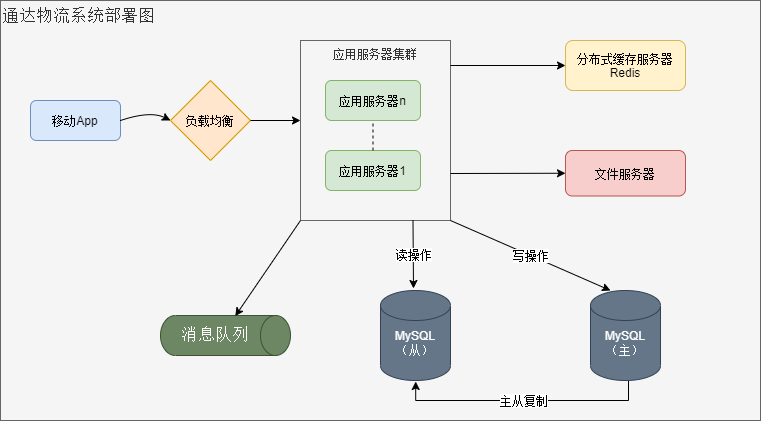 通达物流系统部署图
应用服务器集群
分布式缓存服务器
Redis
应用服务器n
移动App
负载均衡
应用服务器1
文件服务器
读操作
写操作
消息队列
MySQL
（从）
MySQL
（主）
主从复制